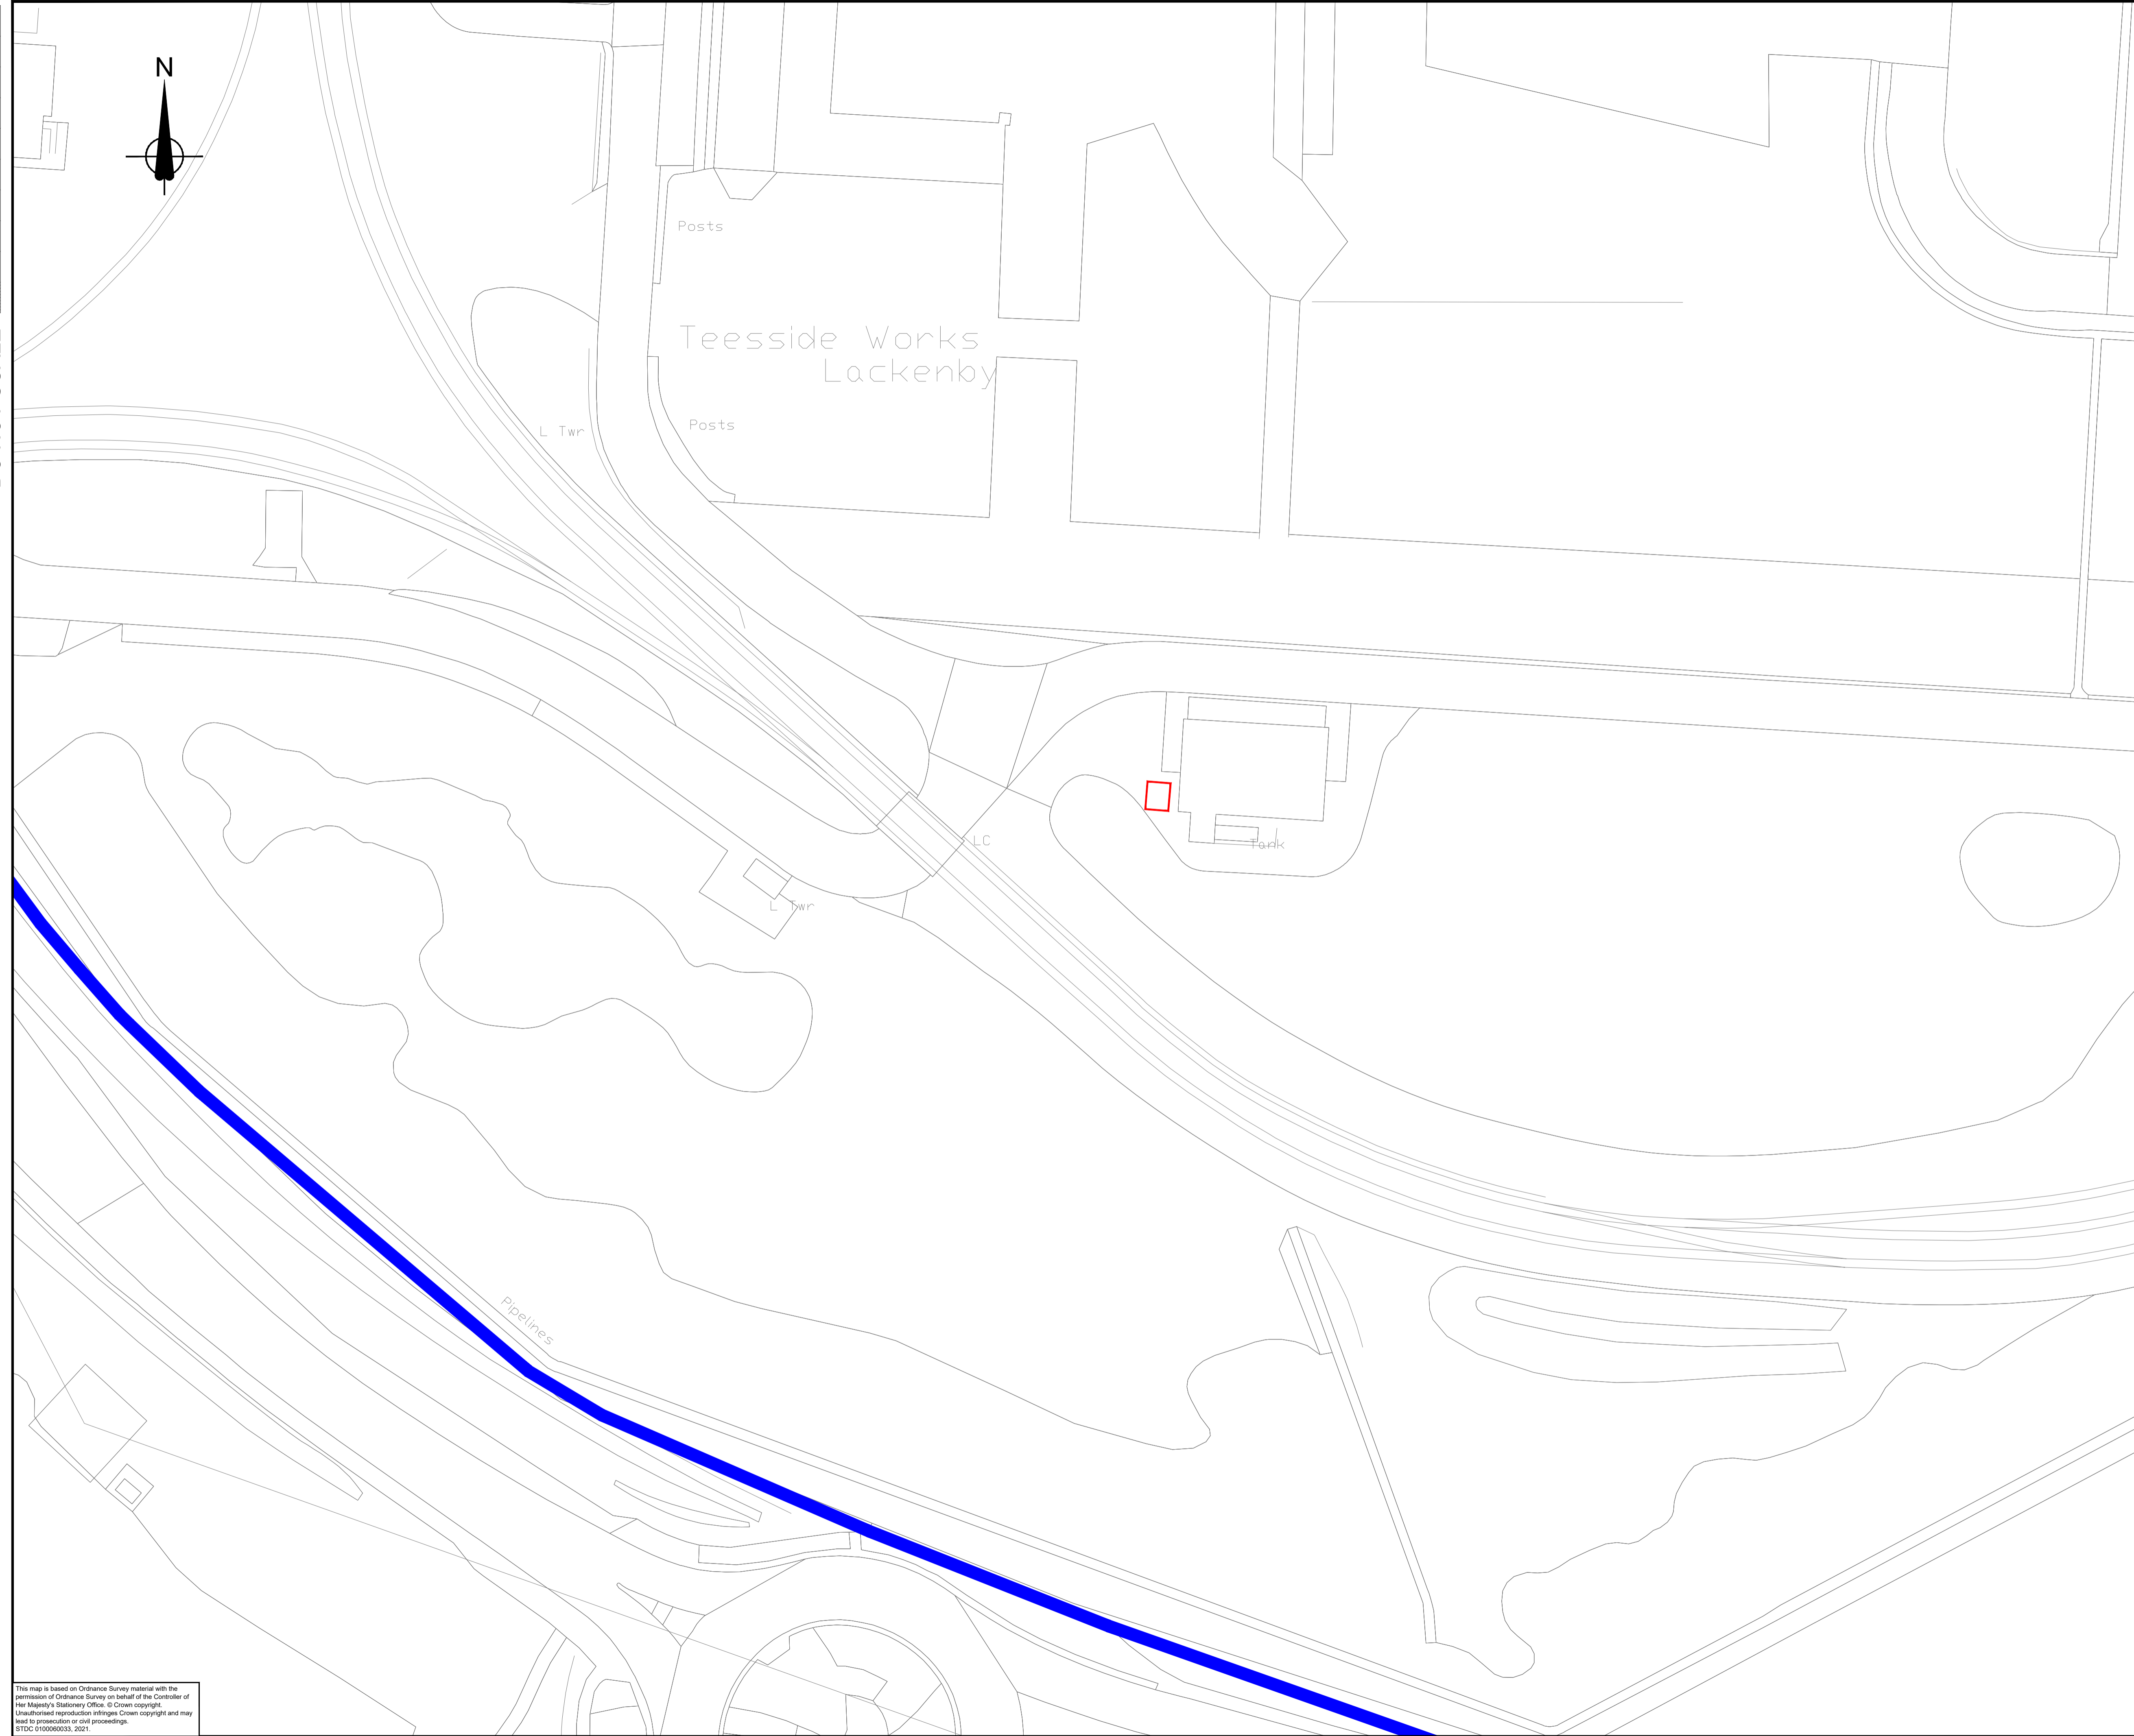 N
Posts
Teesside Works
Lackenby
Posts
L Twr
LC
Tank
L Twr
Pipelines
This map is based on Ordnance Survey material with the
permission of Ordnance Survey on behalf of the Controller of
Her Majesty's Stationery Office. © Crown copyright.
Unauthorised reproduction infringes Crown copyright and may
lead to prosecution or civil proceedings.
STDC 0100060033, 2021.